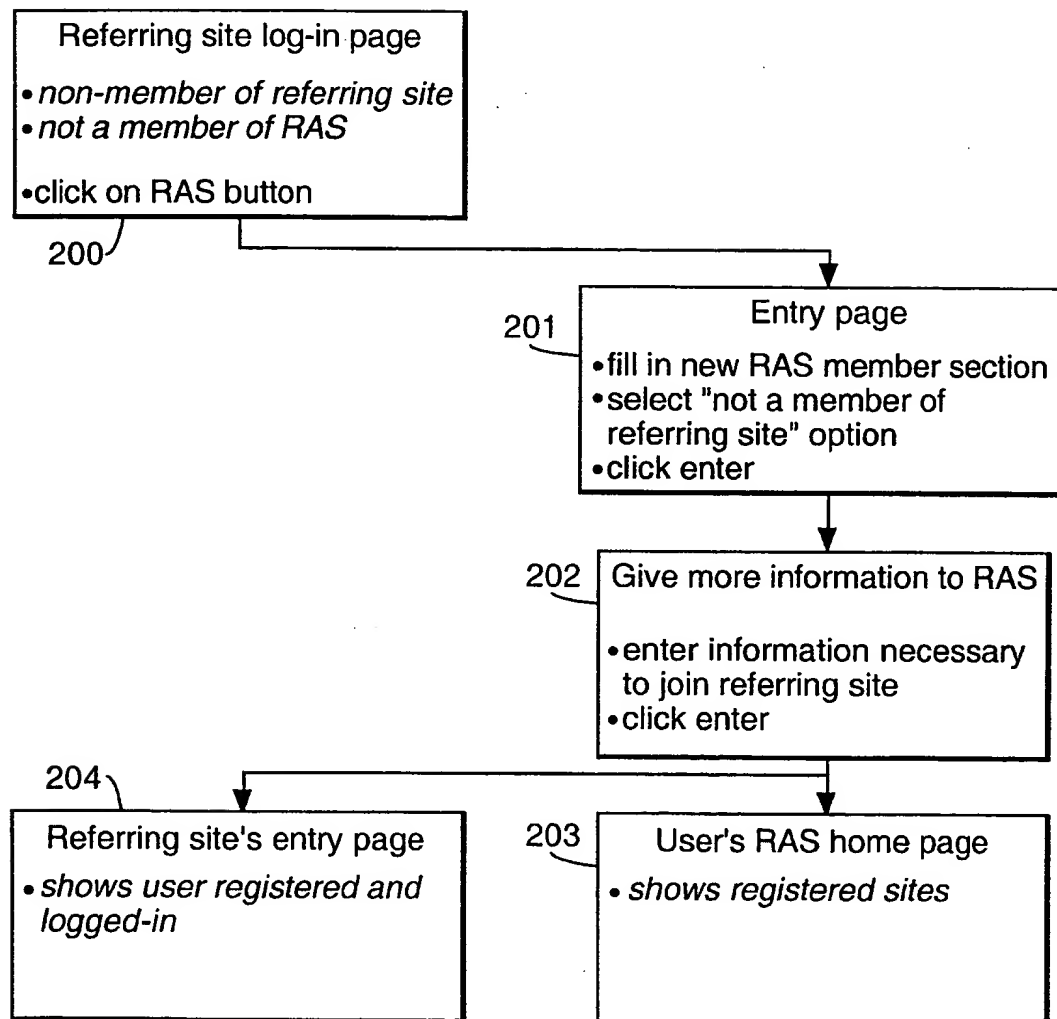 Referring site log-in page
• non-member of referring site
• not a member of RAS
•click on RAS button
200
201
Entry page
•fill in new RAS member section
•select "not a member of
referring site" option
•click enter
202
Give more information to RAS
•enter information necessary
to join referring site
•click enter
204
Referring site's entry page
• shows user registered and
logged-in
203
User's RAS home page
• shows registered sites